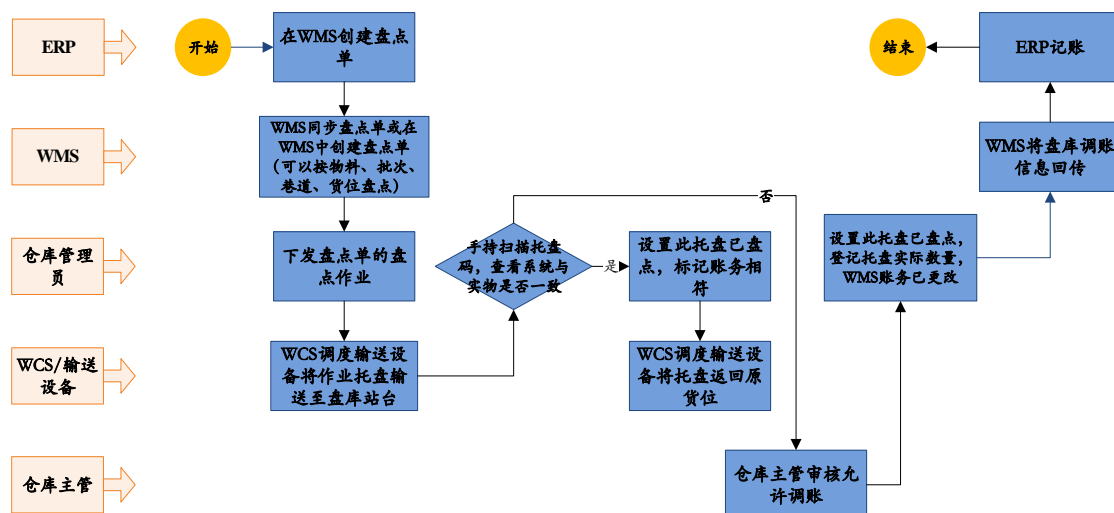 ERP
开始
在WMS创建盘点
单
结束
ERP记账
WMS
WMS同步盘点单或在
WMS中创建盘点单
（可以按物料、批次、
巷道、货位盘点）
WMS将盘库调账
信息回传
否
仓库管理
员
下发盘点单的盘
点作业
手持扫描托盘
码，查看系统与
实物是否一致
是
设置此托盘已盘
点，标记账务相
符
设置此托盘已盘点，
登记托盘实际数量，
WMS账务已更改
WCS/输送
设备
WCS调度输送设
备将作业托盘输
送至盘库站台
WCS调度输送设
备将托盘返回原
货位
仓库主管
仓库主管审核允
许调账